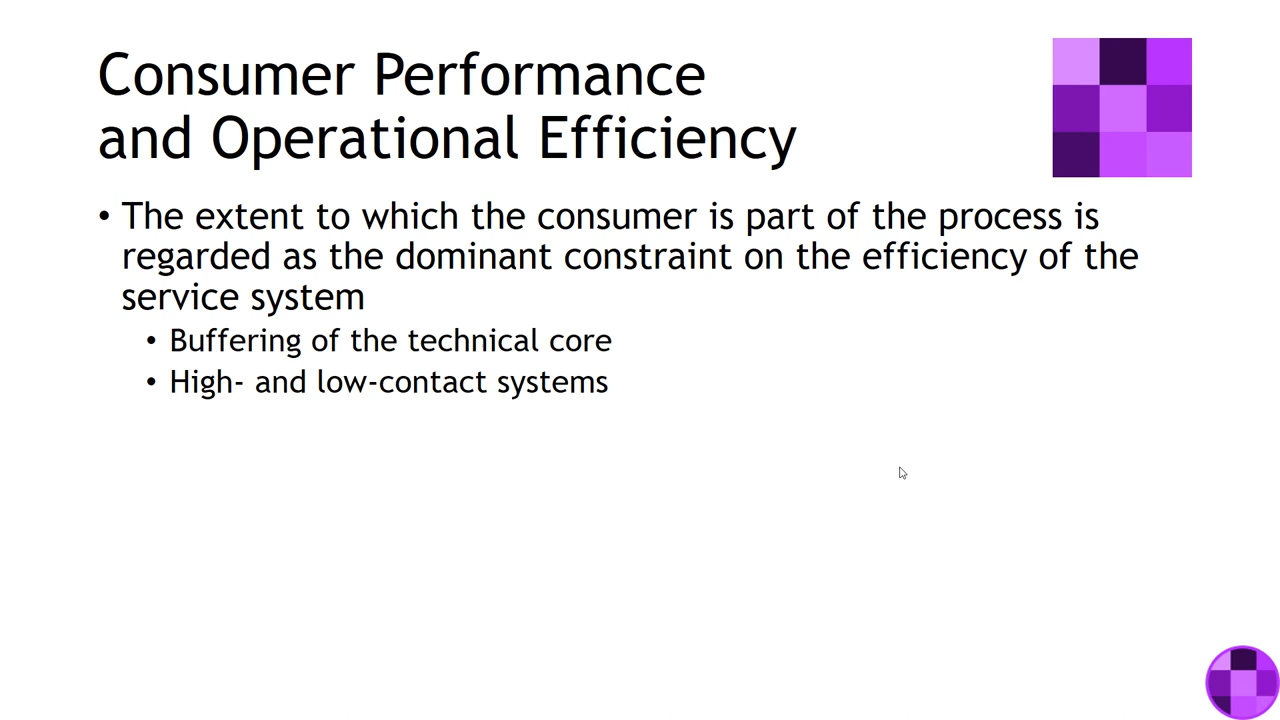 Consumer Performance
and Operational Efficiency
• The extent to which the consumer is part of the process is
regarded as the dominant constraint on the efficiency of the
service system
• Buffering of the technical core
• High- and low-contact systems